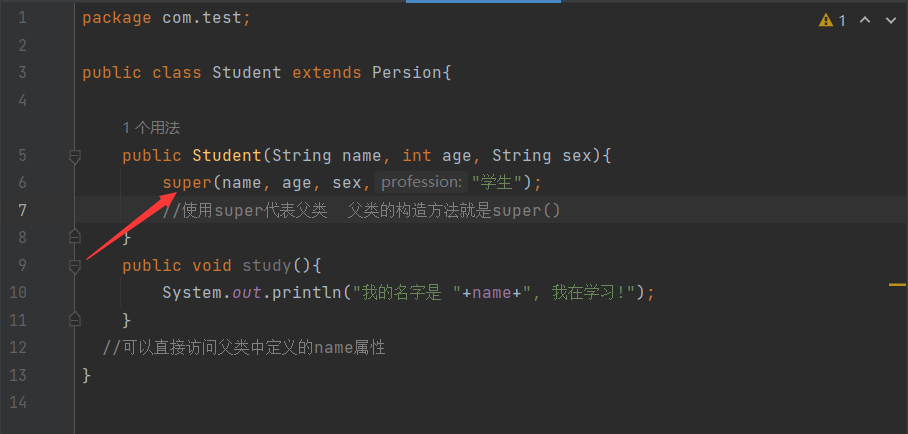 1 package com.test;
2
3 public class Student extends Persion{
4
1 个用法
5 public Student(String name, int age, String sex){
6 super(name, age, sex, profession: "学生");
7 //使用super代表父类  父类的构造方法就是super()
8 }
9 public void study(){
10 System.out.println("我的名字是 "+name+", 我在学习!");
11 }
12 //可以直接访问父类中定义的name属性
13 }
14
1